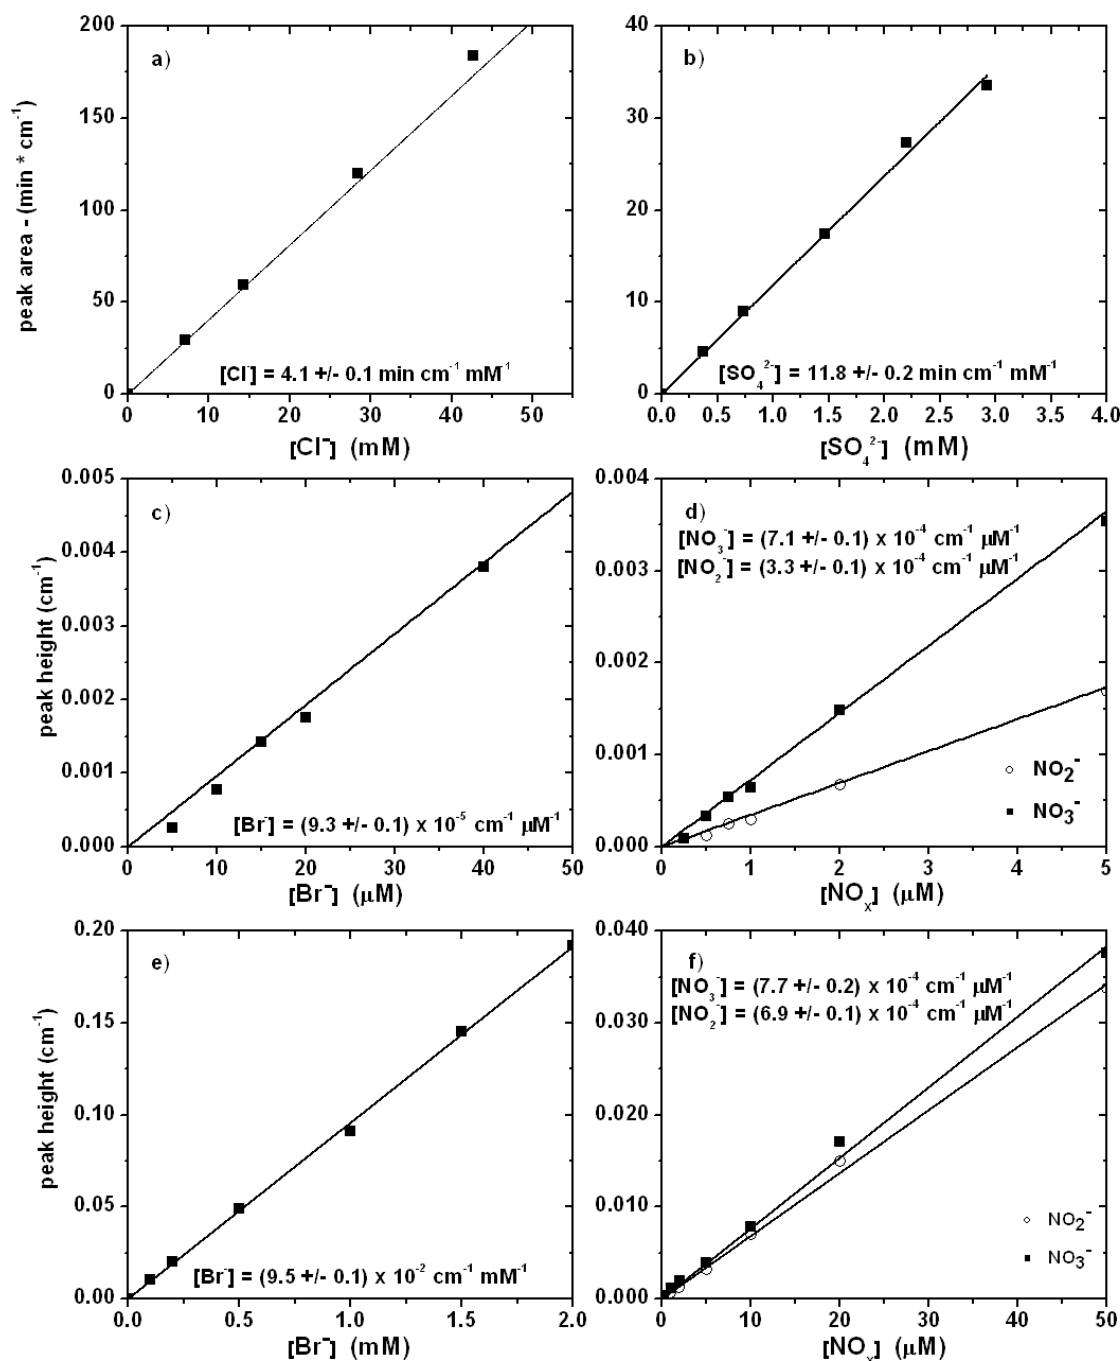 a)
200
150
100
50
0
peak area - (min * cm⁻¹)
[Cl⁻] = 4.1 +/- 0.1 min cm⁻¹ mM⁻¹
0 10 20 30 40 50
[Cl⁻] (mM)
b)
40
30
20
10
0
[SO₄²⁻] = 11.8 +/- 0.2 min cm⁻¹ mM⁻¹
0.0 0.5 1.0 1.5 2.0 2.5 3.0 3.5 4.0
[SO₄²⁻] (mM)
c)
0.005
0.004
0.003
0.002
0.001
0.000
peak height (cm⁻¹)
[Br⁻] = (9.3 +/- 0.1) x 10⁻⁵ cm⁻¹ μM⁻¹
0 10 20 30 40 50
[Br⁻] (μM)
d)
0.004
0.003
0.002
0.001
0.000
[NO₃⁻] = (7.1 +/- 0.1) x 10⁻⁴ cm⁻¹ μM⁻¹
[NO₂⁻] = (3.3 +/- 0.1) x 10⁻⁴ cm⁻¹ μM⁻¹
NO₂⁻
NO₃⁻
0 1 2 3 4 5
[NOₓ] (μM)
e)
0.20
0.15
0.10
0.05
0.00
peak height (cm⁻¹)
[Br⁻] = (9.5 +/- 0.1) x 10⁻² cm⁻¹ mM⁻¹
0.0 0.5 1.0 1.5 2.0
[Br⁻] (mM)
f)
0.040
0.030
0.020
0.010
0.000
[NO₃⁻] = (7.7 +/- 0.2) x 10⁻⁴ cm⁻¹ μM⁻¹
[NO₂⁻] = (6.9 +/- 0.1) x 10⁻⁴ cm⁻¹ μM⁻¹
NO₂⁻
NO₃⁻
0 10 20 30 40 50
[NOₓ] (μM)